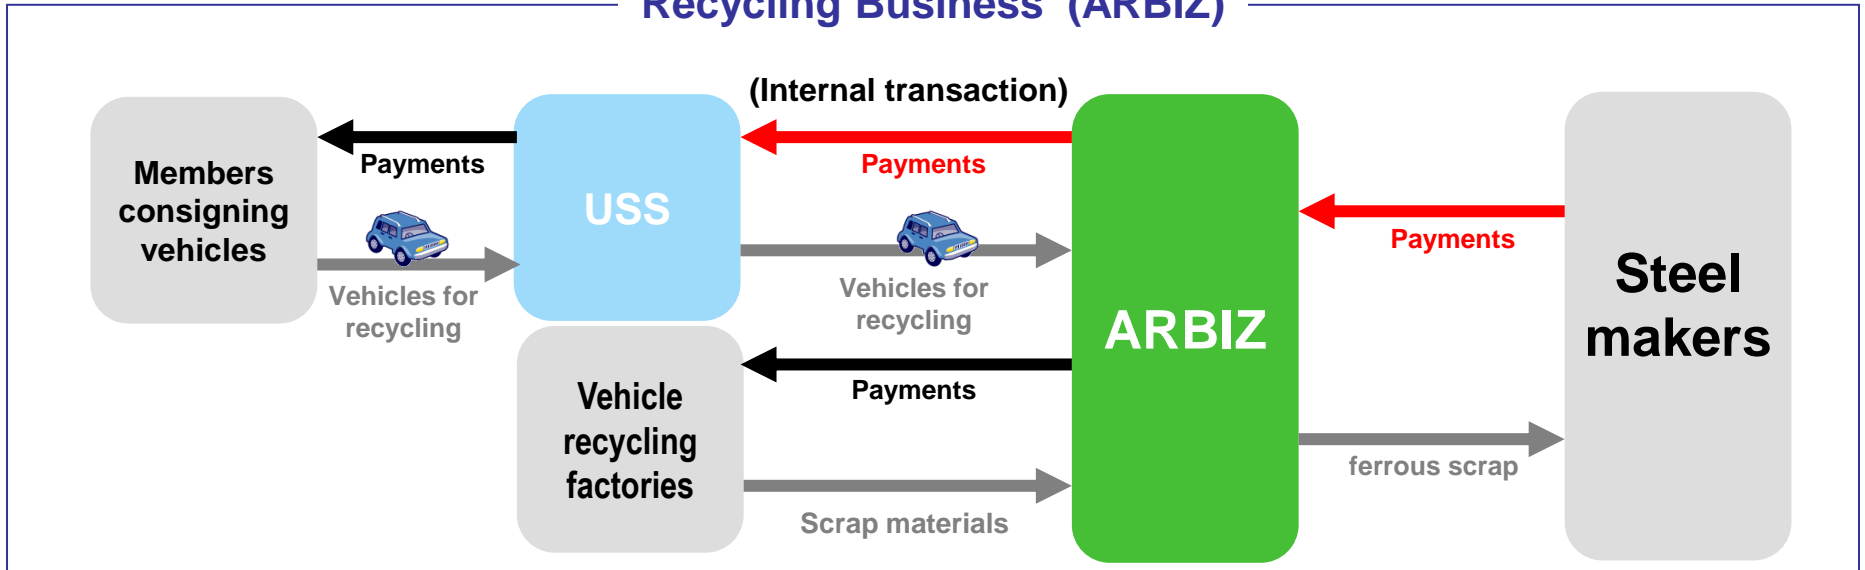 Recycling Business (ARBIZ)
(Internal transaction)
Members
consigning
vehicles
Payments
Vehicles for
recycling
USS
Payments
Vehicles for
recycling
Vehicle
recycling
factories
Payments
Scrap materials
ARBIZ
Payments
ferrous scrap
Steel
makers